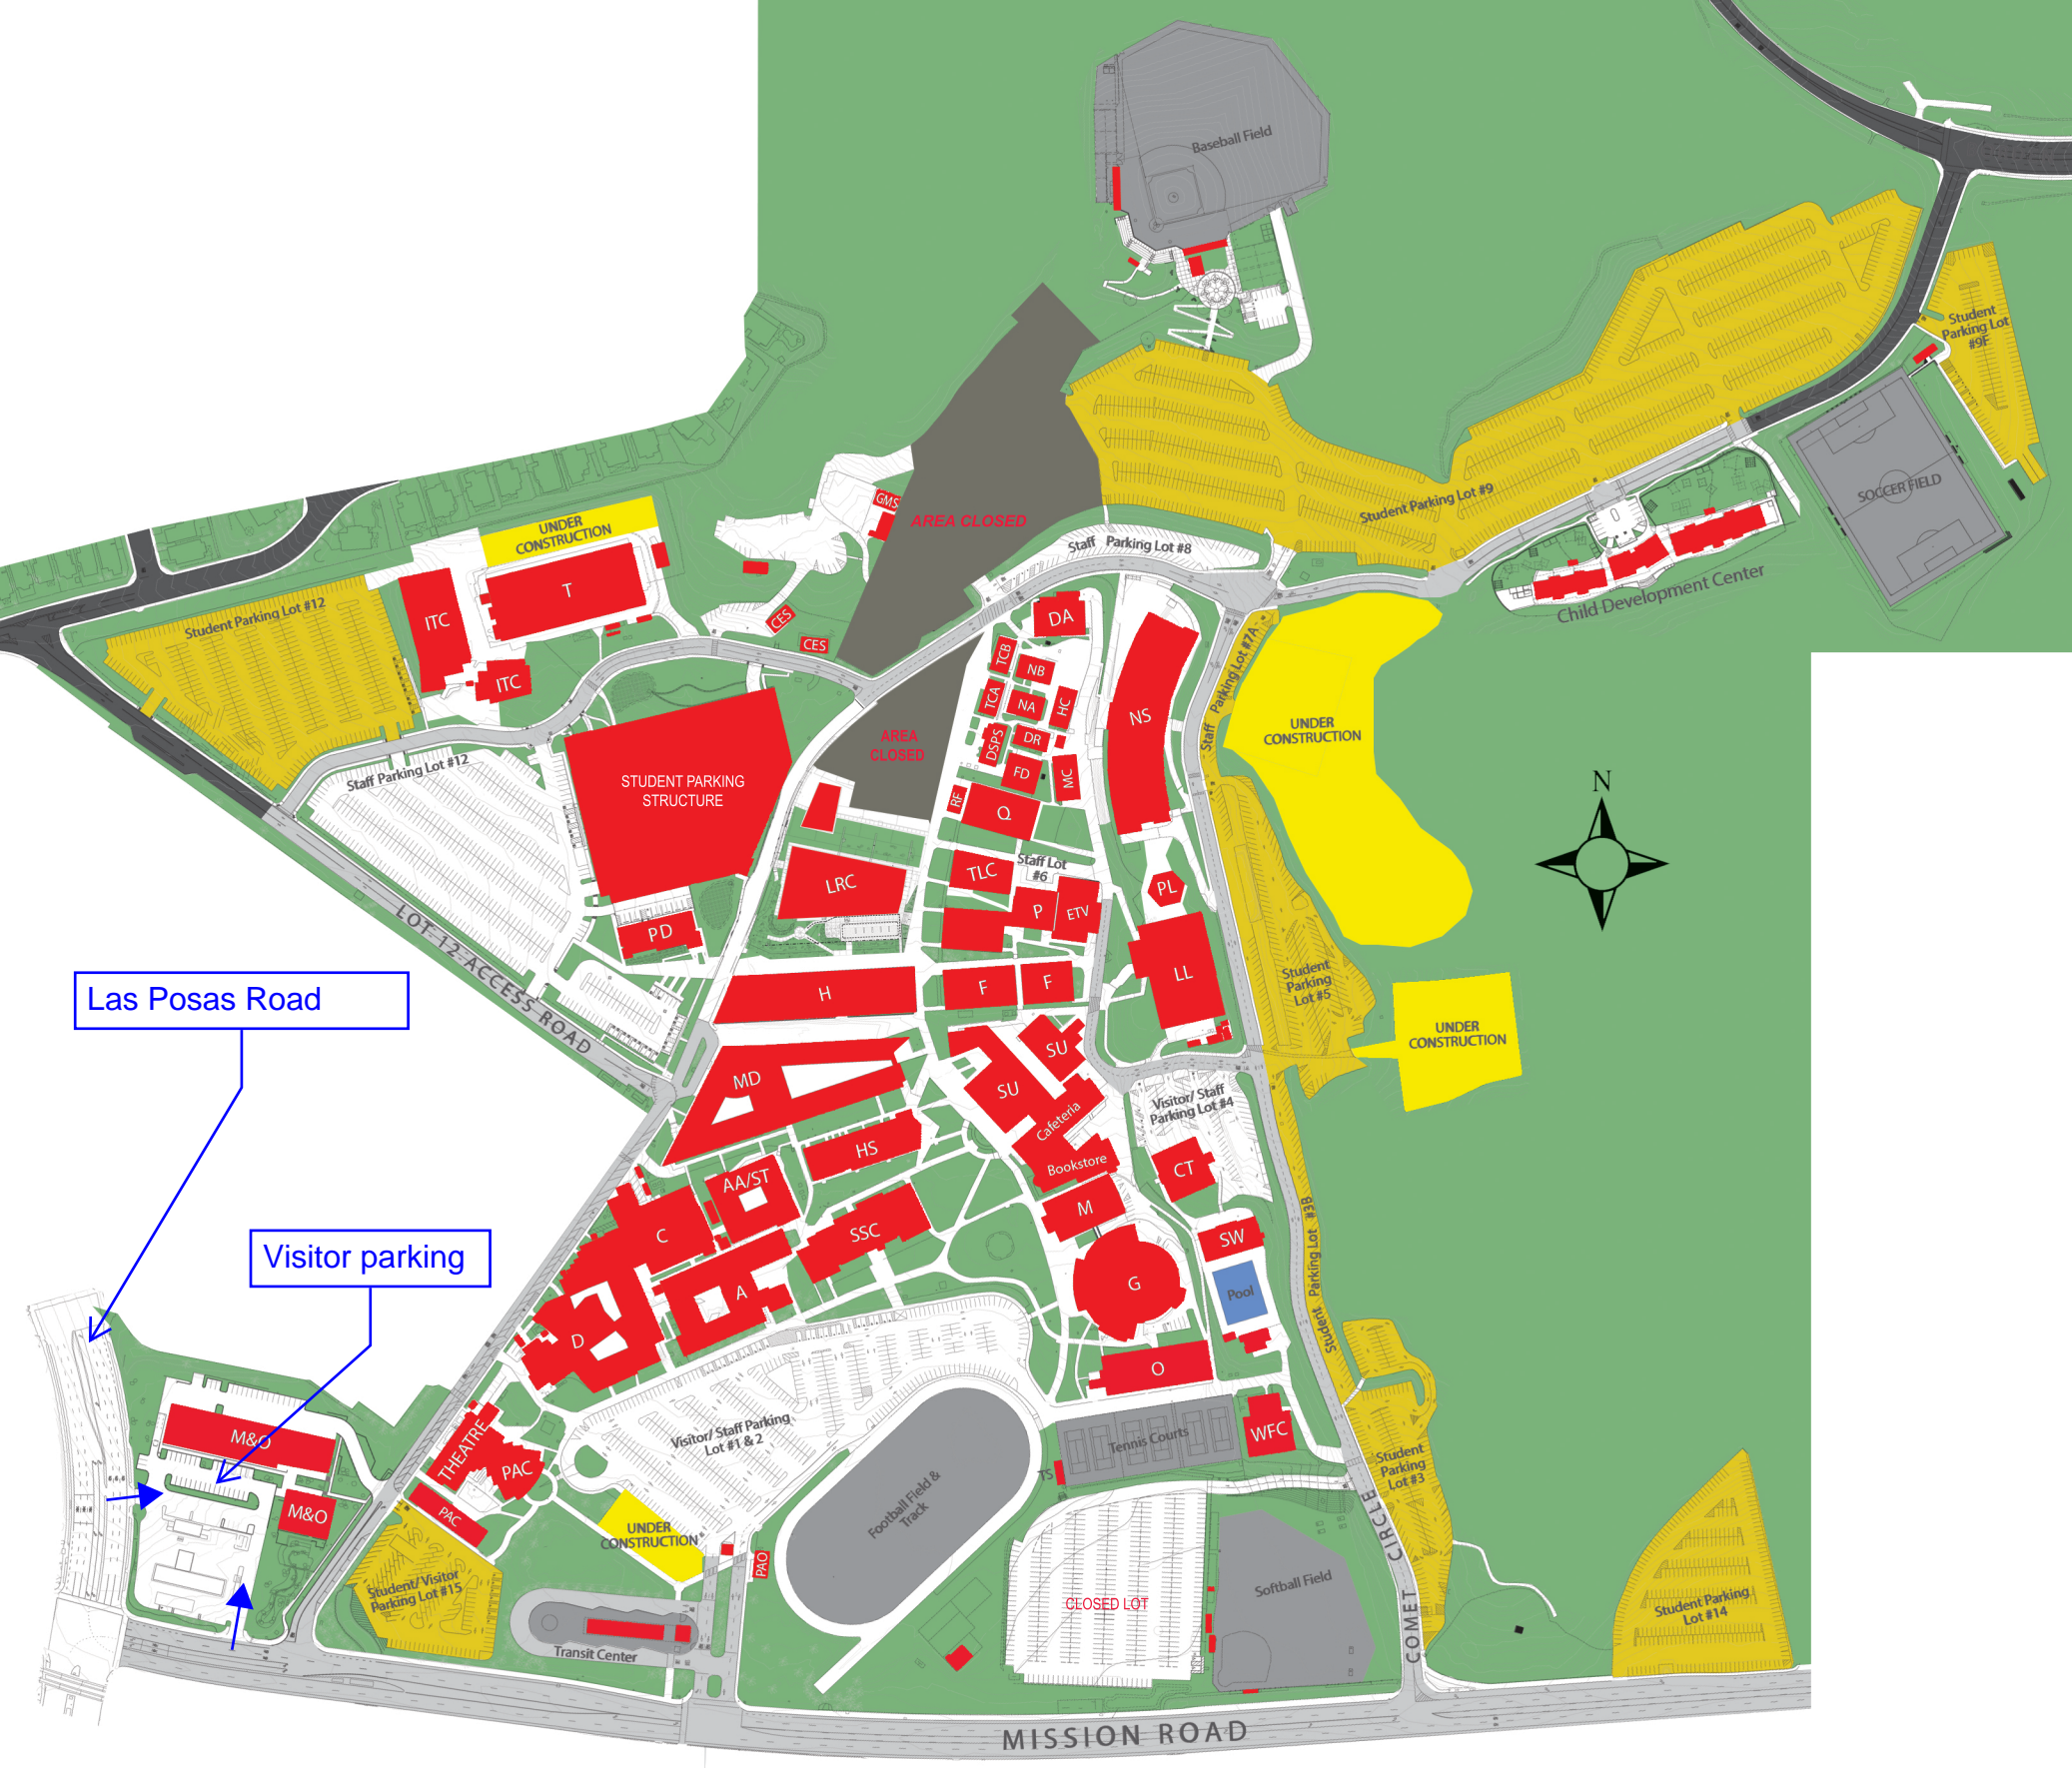 Baseball Field
Student
Parking Lot
#9F
Student Parking Lot #9
SOCCER FIELD
Child Development Center
GMS
AREA CLOSED
Staff Parking Lot #8
UNDER
CONSTRUCTION
T
ITC
ITC
Student Parking Lot #12
CES
CES
DA
TCB
NB
TCA
NA
HC
DSPS
DR
FD
MC
RF
Q
NS
Staff Parking Lot #7A
UNDER
CONSTRUCTION
AREA
CLOSED
Staff Parking Lot #12
STUDENT PARKING
STRUCTURE
N
LRC
TLC
Staff Lot
#6
PL
P
ETV
PD
LOT 12 ACCESS ROAD
H
F
F
LL
Student
Parking
Lot #5
UNDER
CONSTRUCTION
Las Posas Road
MD
SU
SU
Cafeteria
Bookstore
Visitor/ Staff
Parking Lot #4
CT
HS
AA/ST
C
SSC
M
SW
Student Parking Lot #3B
Visitor parking
A
D
G
Pool
O
M&O
THEATRE
PAC
PAC
Visitor/ Staff Parking
Lot #1 & 2
Tennis Courts
WFC
TS
Student
Parking
Lot #3
M&O
UNDER
CONSTRUCTION
PAO
Football Field &
Track
Student/ Visitor
Parking Lot #15
Transit Center
CLOSED LOT
Softball Field
COMET CIRCLE
Student Parking
Lot #14
MISSION ROAD